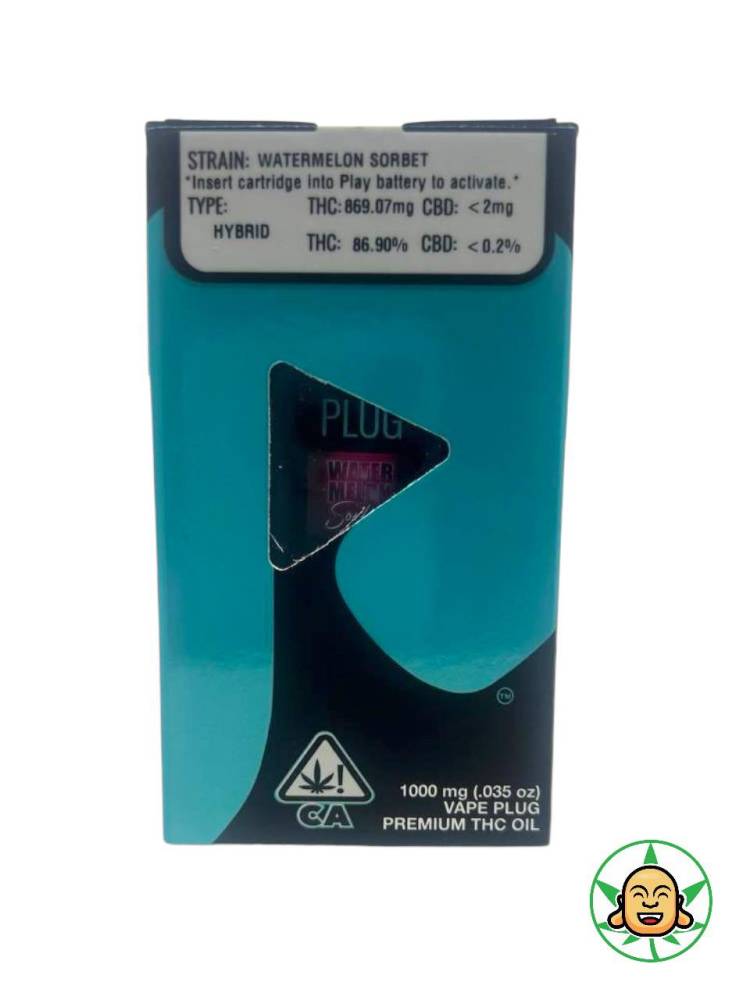 STRAIN: WATERMELON SORBET
*Insert cartridge into Play battery to activate.*
TYPE: THC: 869.07mg CBD: <2mg
HYBRID
THC: 86.90% CBD: <0.2%
PLUG
WATER
MELON
TM
CA
1000 mg (.035 oz)
VAPE PLUG
PREMIUM THC OIL